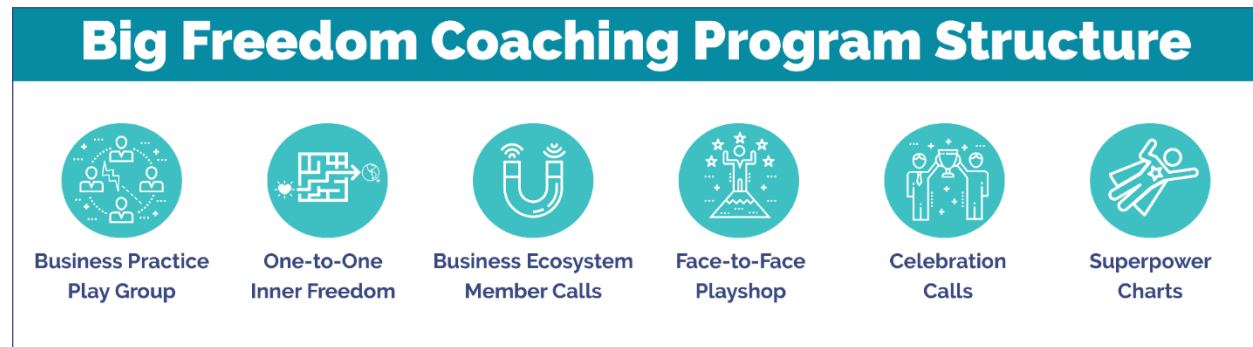 Big Freedom Coaching Program Structure
Business Practice
Play Group
One-to-One
Inner Freedom
Business Ecosystem
Member Calls
Face-to-Face
Playshop
Celebration
Calls
Superpower
Charts